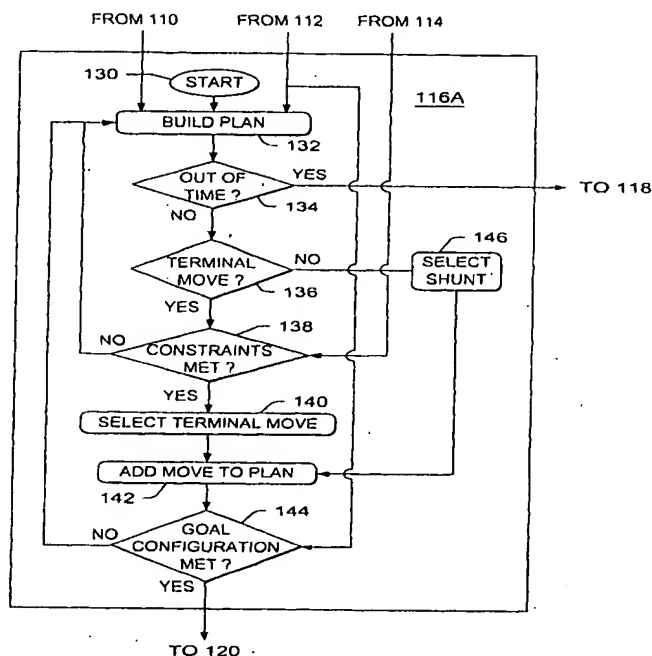 FROM 110
FROM 112
FROM 114
130
START
116A
BUILD PLAN
132
OUT OF
TIME ?
YES
134
TO 118
NO
TERMINAL
MOVE ?
NO
136
146
SELECT
SHUNT
YES
138
NO
CONSTRAINTS
MET ?
YES
140
SELECT TERMINAL MOVE
ADD MOVE TO PLAN
142
144
NO
GOAL
CONFIGURATION
MET ?
YES
TO 120